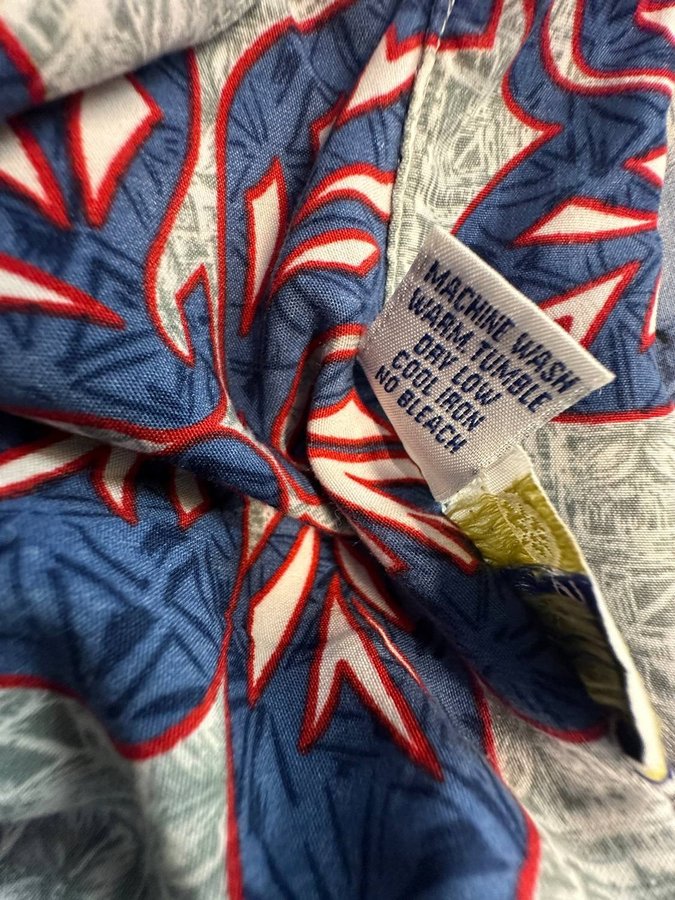 MACHINE WASH
WARM TUMBLE
DRY LOW
COOL IRON
NO BLEACH